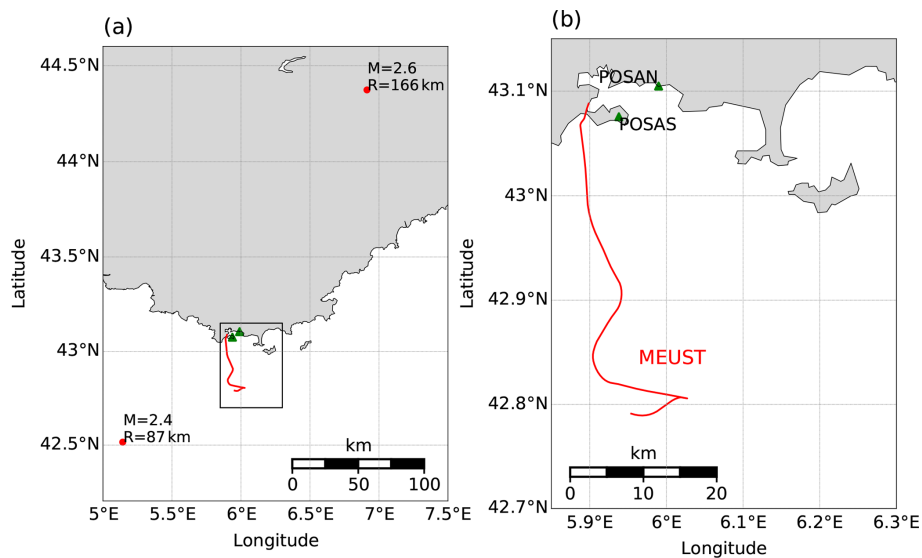 (a)
44.5°N
44°N
43.5°N
43°N
42.5°N
Latitude
M=2.6
R=166 km
M=2.4
R=87 km
km
0 50 100
5°E 5.5°E 6°E 6.5°E 7°E 7.5°E
Longitude
(b)
43.1°N
43°N
42.9°N
42.8°N
42.7°N
Latitude
POSAN
POSAS
MEUST
km
0 10 20
5.9°E 6°E 6.1°E 6.2°E 6.3°E
Longitude